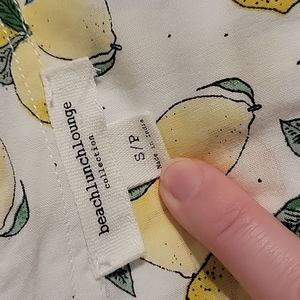 beachlunchlounge
collection
S/P
Made in
India